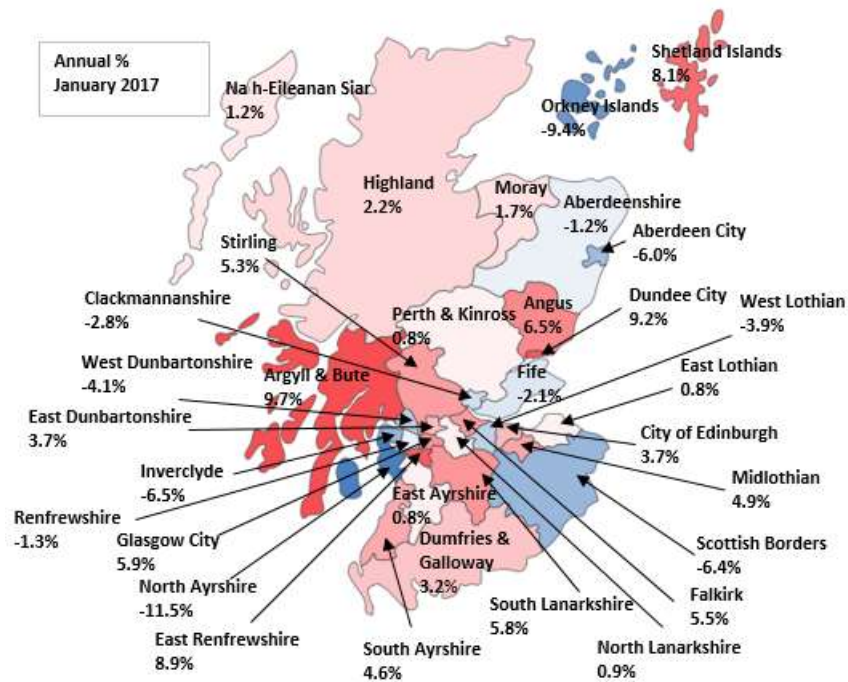 Annual %
January 2017
Na h-Eileanan Siar
1.2%
Shetland Islands
8.1%
Orkney Islands
-9.4%
Highland
2.2%
Moray
1.7%
Aberdeenshire
-1.2%
Aberdeen City
-6.0%
Stirling
5.3%
Clackmannanshire
-2.8%
Perth & Kinross
0.8%
Angus
6.5%
Dundee City
9.2%
West Lothian
-3.9%
West Dunbartonshire
-4.1%
Argyll & Bute
9.7%
Fife
-2.1%
East Lothian
0.8%
East Dunbartonshire
3.7%
City of Edinburgh
3.7%
Inverclyde
-6.5%
Midlothian
4.9%
East Ayrshire
0.8%
Renfrewshire
-1.3%
Glasgow City
5.9%
Dumfries &
Galloway
3.2%
Scottish Borders
-6.4%
North Ayrshire
-11.5%
South Lanarkshire
5.8%
Falkirk
5.5%
East Renfrewshire
8.9%
South Ayrshire
4.6%
North Lanarkshire
0.9%